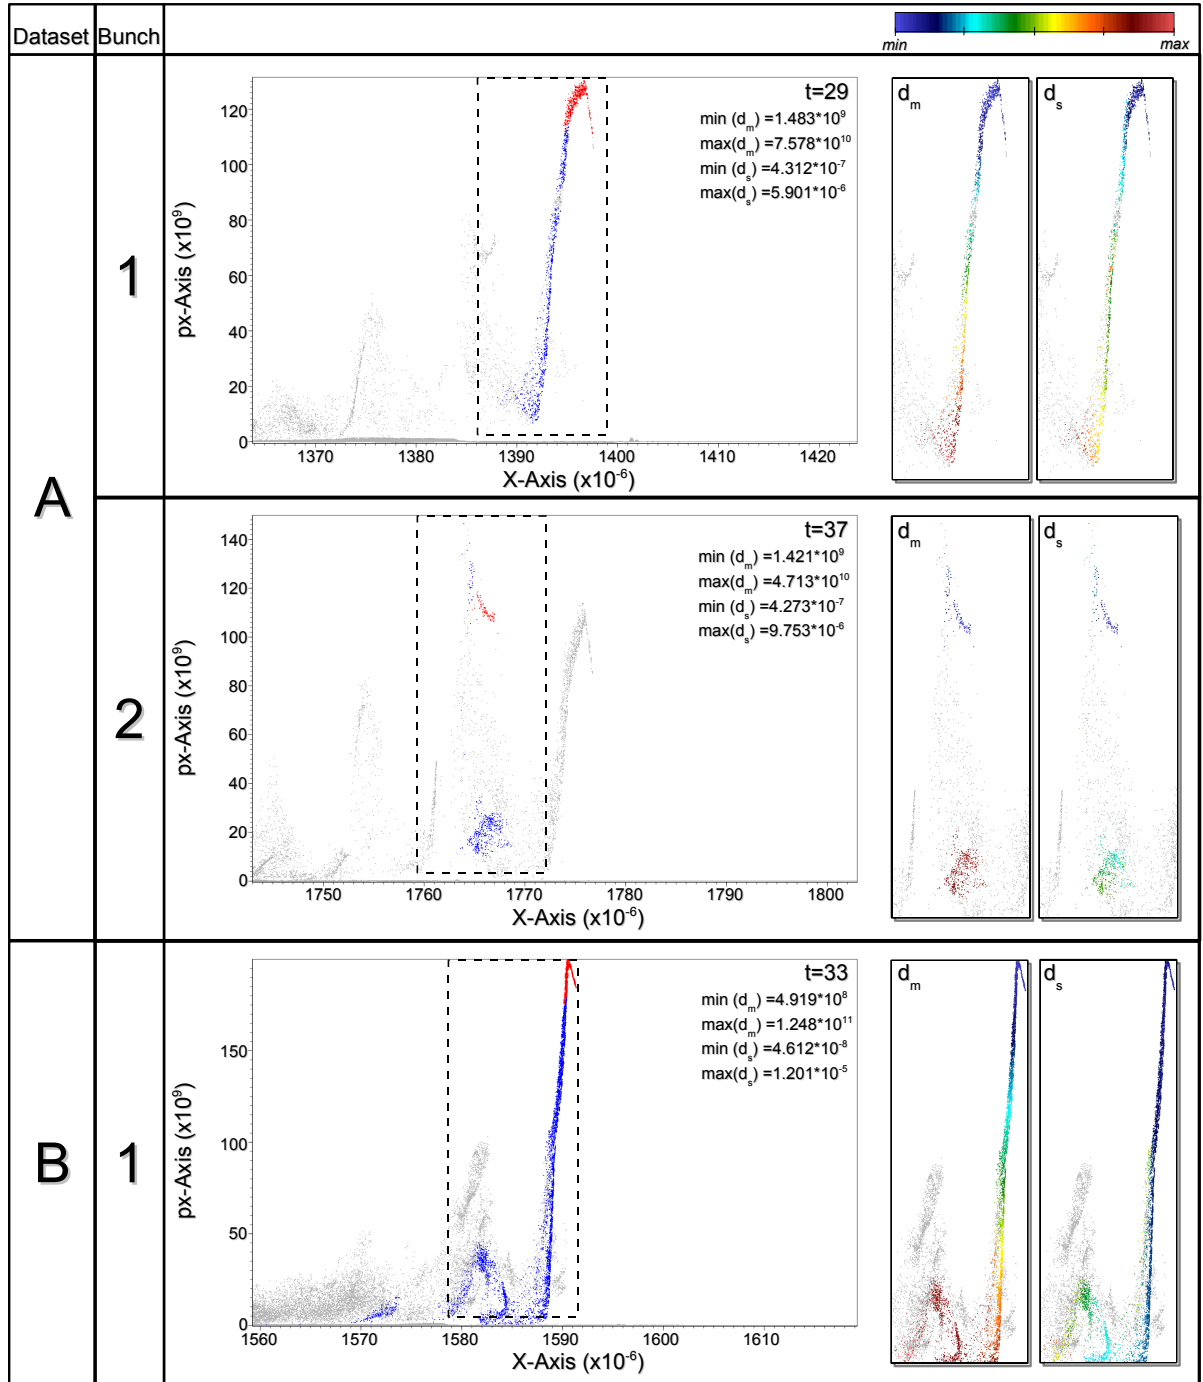 Dataset Bunch
min max
A
1
px-Axis (x10⁹)
120
100
80
60
40
20
0
1370 1380 1390 1400 1410 1420
X-Axis (x10⁻⁶)
t=29
min (dₘ) =1.483*10⁹
max(dₘ) =7.578*10¹⁰
min (dₛ) =4.312*10⁻⁷
max(dₛ) =5.901*10⁻⁶
dₘ dₛ
2
px-Axis (x10⁹)
140
120
100
80
60
40
20
0
1750 1760 1770 1780 1790 1800
X-Axis (x10⁻⁶)
t=37
min (dₘ) =1.421*10⁹
max(dₘ) =4.713*10¹⁰
min (dₛ) =4.273*10⁻⁷
max(dₛ) =9.753*10⁻⁶
dₘ dₛ
B
1
px-Axis (x10⁹)
150
100
50
0
1560 1570 1580 1590 1600 1610
X-Axis (x10⁻⁶)
t=33
min (dₘ) =4.919*10⁸
max(dₘ) =1.248*10¹¹
min (dₛ) =4.612*10⁻⁸
max(dₛ) =1.201*10⁻⁵
dₘ dₛ